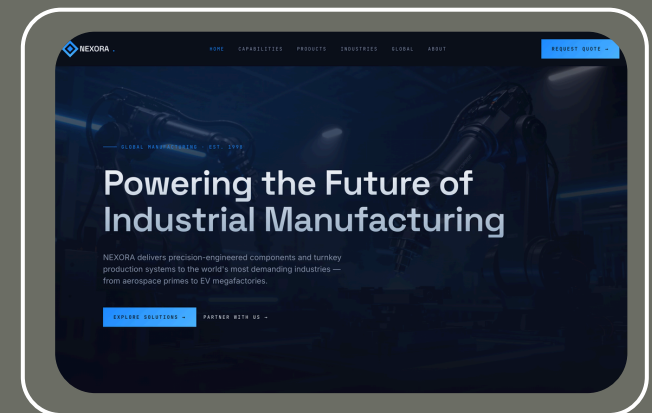 NEXORA.
HOME CAPABILITIES PRODUCTS INDUSTRIES GLOBAL ABOUT
REQUEST QUOTE →
GLOBAL MANUFACTURING · EST.
Powering the Future of
Industrial Manufacturing
NEXORA delivers precision-engineered components and turnkey
production systems to the world's most demanding industries —
from aerospace primes to EV megafactories.
EXPLORE SOLUTIONS →
PARTNER WITH US →